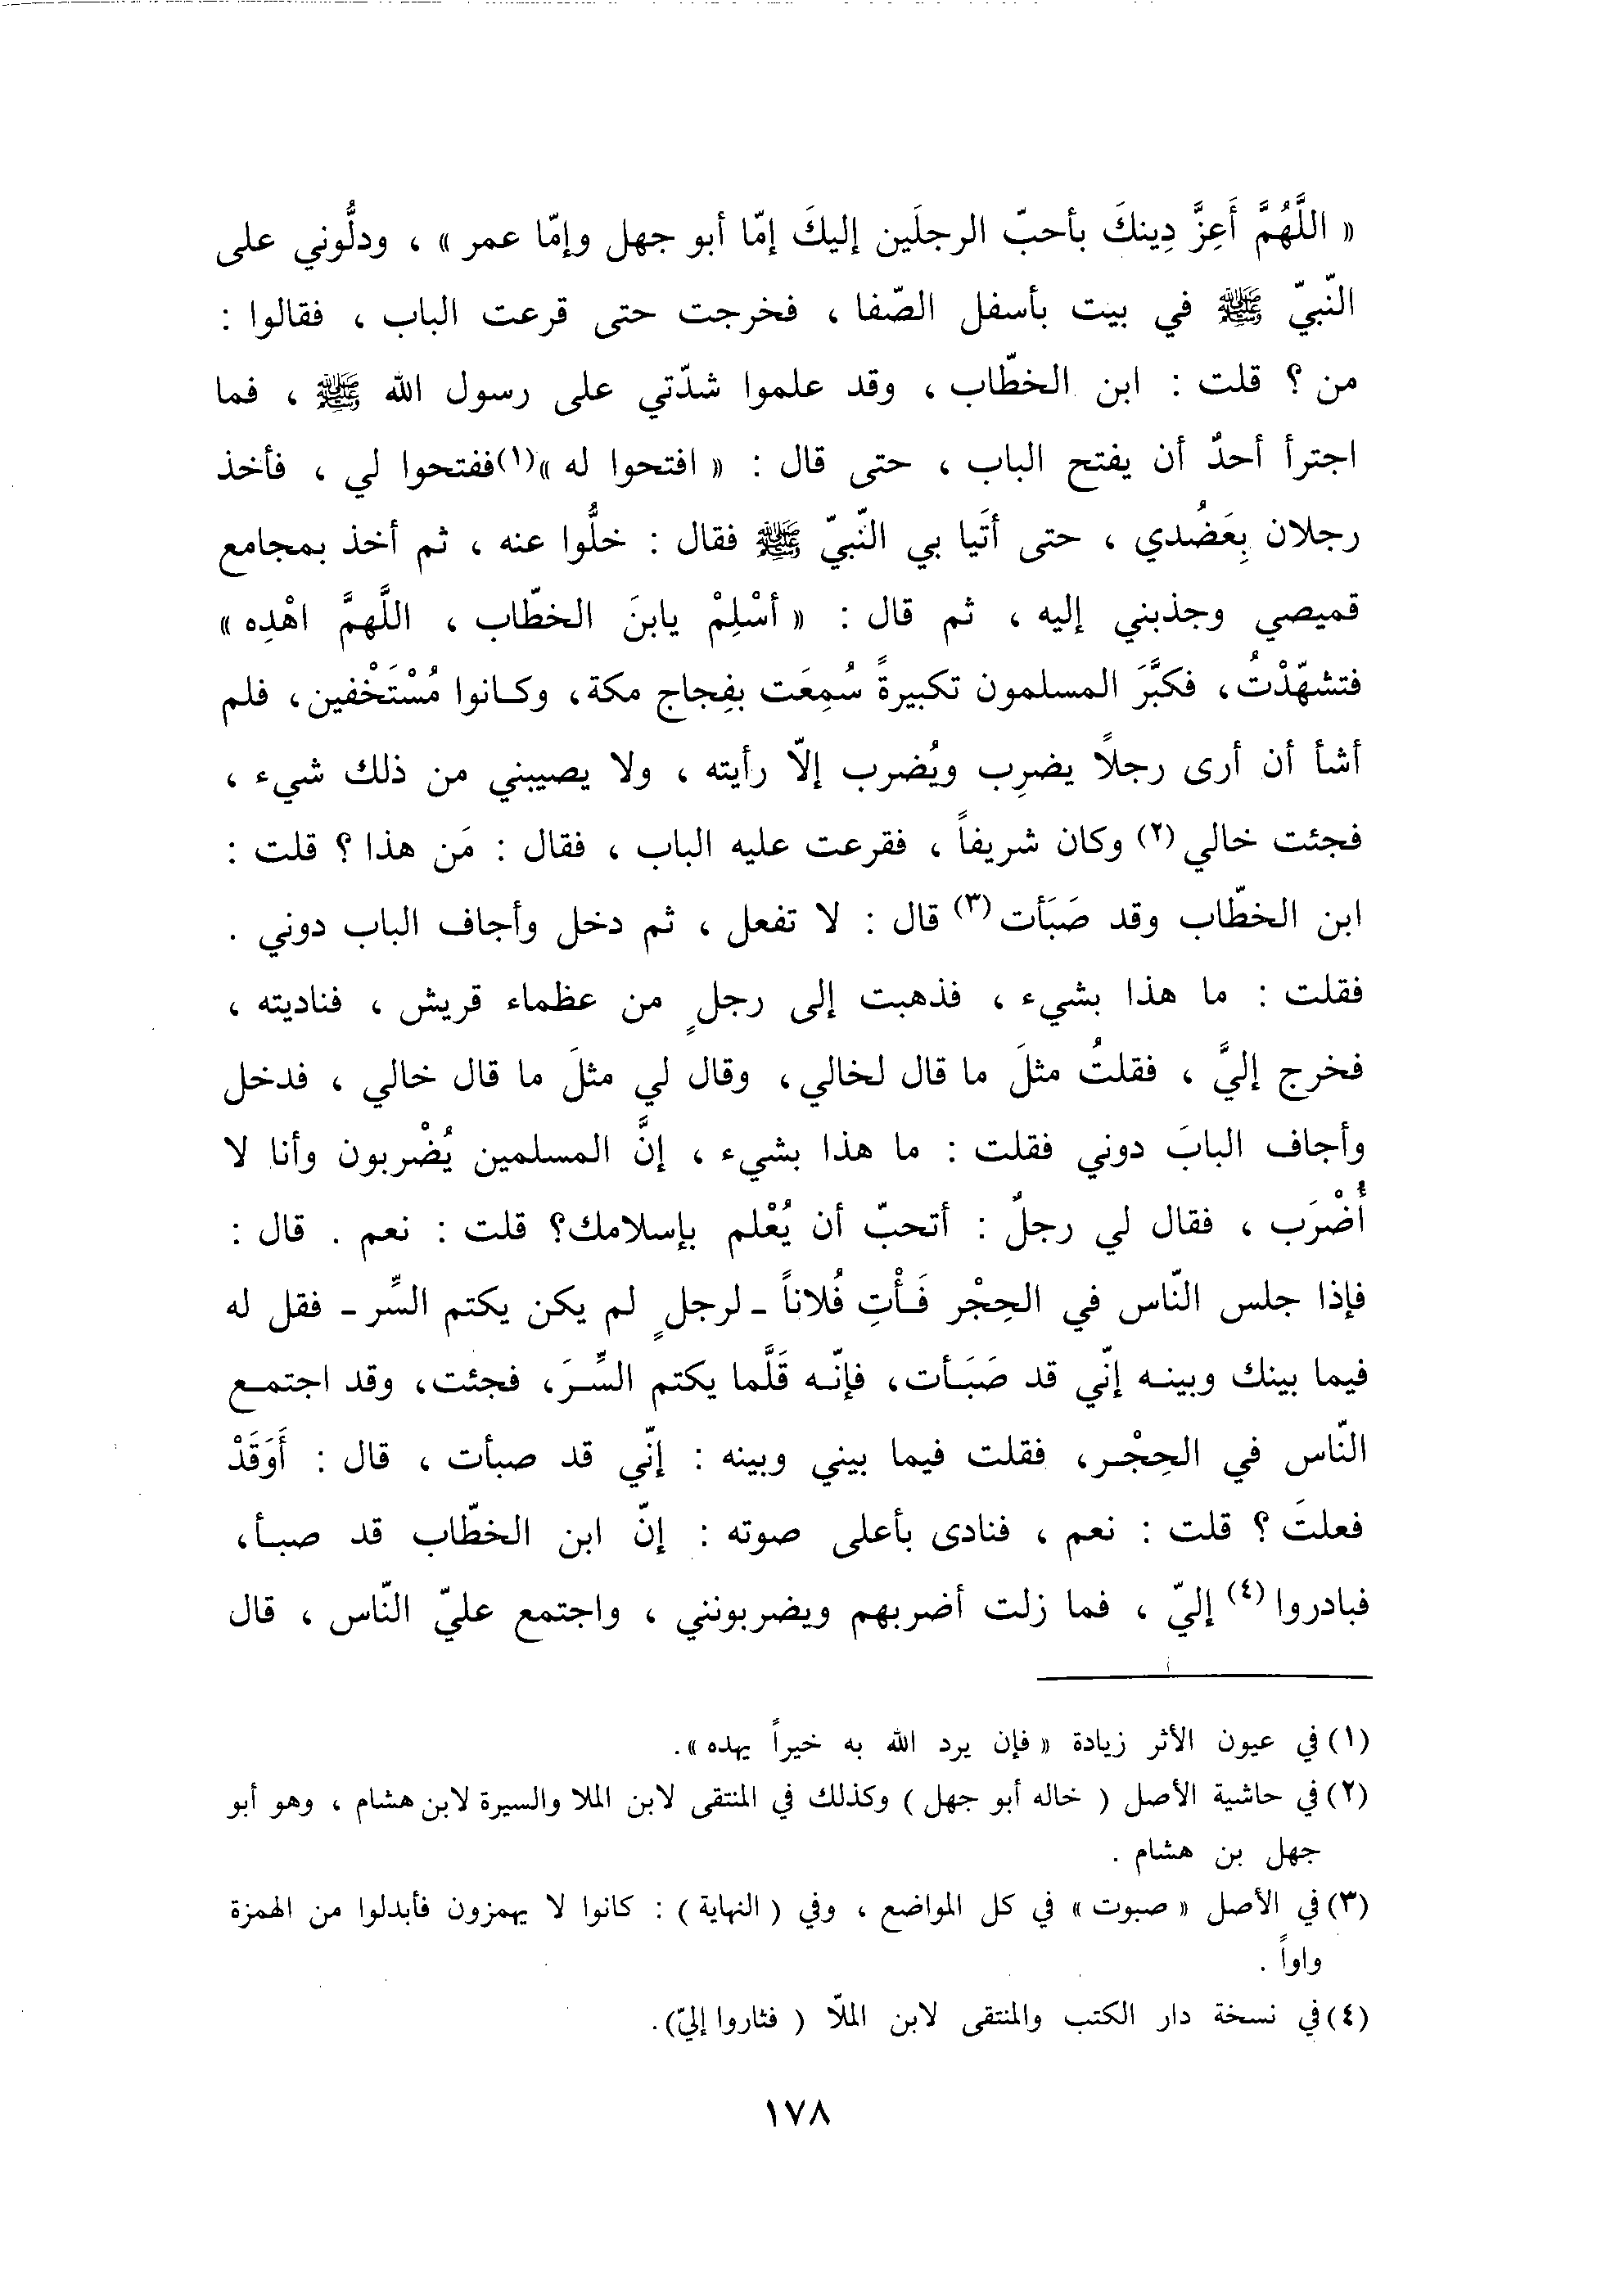 « اللَّهُمَّ أَعِزَّ دِينكَ بأحبّ الرجلَين إليكَ إمّا أبو جهل وإمّا عمر » ، ودلُّوني على
النّبيّ ﷺ في بيت بأسفل الصّفا ، فخرجت حتى قرعت الباب ، فقالوا :
من ؟ قلت : ابن الخطّاب ، وقد علموا شدّتي على رسول الله ﷺ ، فما
اجترأ أحدٌ أن يفتح الباب ، حتى قال : « افتحوا له »(١)ففتحوا لي ، فأخذ
رجلان بِعَضُدي ، حتى أتَيا بي النّبيّ ﷺ فقال : خلُّوا عنه ، ثم أخذ بمجامع
قميصي وجذبني إليه ، ثم قال : « أسْلِمْ يابنَ الخطّاب ، اللَّهمَّ اهْدِه »
فتشهّدْتُ، فكبَّرَ المسلمون تكبيرةً سُمِعَت بفِجاج مكة، وكانوا مُسْتَخْفين، فلم
أشأ أن أرى رجلًا يضرِب ويُضرب إلاّ رأيته ، ولا يصيبني من ذلك شيء ،
فجئت خالي (٢) وكان شريفاً ، فقرعت عليه الباب ، فقال : مَن هذا ؟ قلت :
ابن الخطّاب وقد صَبَأت (٣) قال : لا تفعل ، ثم دخل وأجاف الباب دوني .
فقلت : ما هذا بشيء ، فذهبت إلى رجلٍ من عظماء قريش ، فناديته ،
فخرج إليَّ ، فقلتُ مثلَ ما قال لخالي، وقال لي مثلَ ما قال خالي ، فدخل
وأجاف البابَ دوني فقلت : ما هذا بشيء ، إنَّ المسلمين يُضْربون وأنا لا
أُضْرَب ، فقال لي رجلٌ : أتحبّ أن يُعْلم بإسلامك؟ قلت : نعم . قال :
فإذا جلس النّاس في الحِجْر فَـأْتِ فُلاناً ـ لرجلٍ لم يكن يكتم السِّر ـ فقل له
فيما بينك وبينه إنّي قد صَبَأت، فإنّه قَلَّما يكتم السِّرَ، فجئت، وقد اجتمع
النّاس في الحِجْر، فقلت فيما بيني وبينه : إنّي قد صبأت ، قال : أَوَقَدْ
فعلتَ ؟ قلت : نعم ، فنادى بأعلى صوته : إنّ ابن الخطّاب قد صبأ،
فبادروا (٤) إليّ ، فما زلت أضربهم ويضربونني ، واجتمع عليّ النّاس ، قال
(١) في عيون الأثر زيادة « فإن يرد الله به خيراً يهده ».
(٢) في حاشية الأصل ( خاله أبو جهل ) وكذلك في المنتقى لابن الملا والسيرة لابن هشام ، وهو أبو
جهل بن هشام .
(٣) في الأصل « صبوت » في كل المواضع ، وفي ( النهاية ) : كانوا لا يهمزون فأبدلوا من الهمزة
واواً .
(٤) في نسخة دار الكتب والمنتقى لابن الملّا ( فثاروا إليّ).
١٧٨